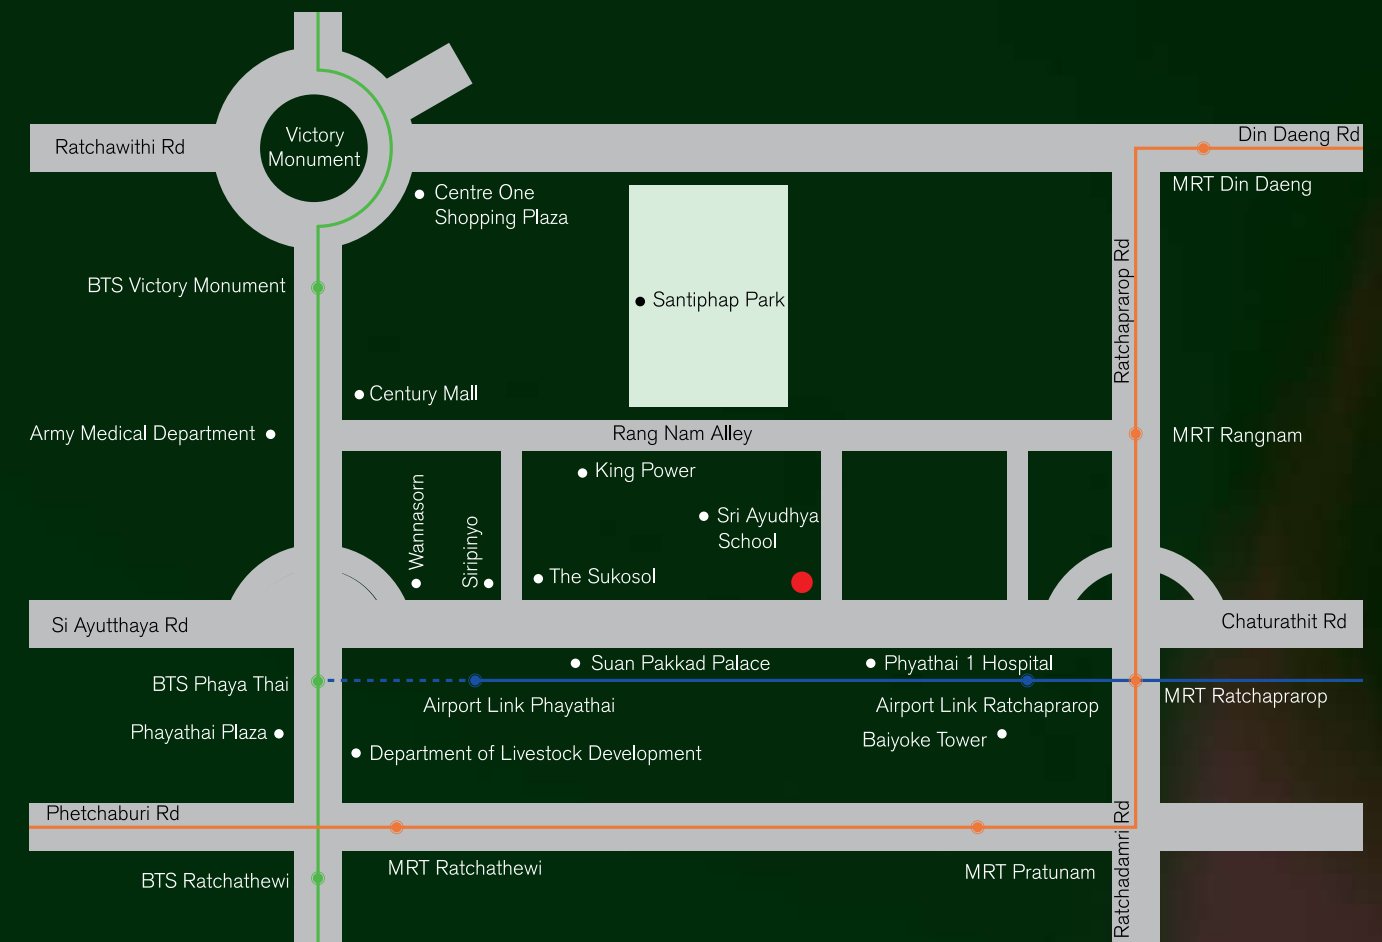 Din Daeng Rd
Victory
Monument
Ratchawithi Rd
MRT Din Daeng
Centre One
Shopping Plaza
BTS Victory Monument
Santiphap Park
Ratchaprarop Rd
Century Mall
Army Medical Department
Rang Nam Alley
MRT Rangnam
King Power
Wannasorn
Siripinyo
Sri Ayudhya
School
The Sukosol
Si Ayutthaya Rd
Chaturathit Rd
Suan Pakkad Palace
Phyathai 1 Hospital
BTS Phaya Thai
MRT Ratchaprarop
Airport Link Phayathai
Airport Link Ratchaprarop
Phayathai Plaza
Baiyoke Tower
Department of Livestock Development
Phetchaburi Rd
Ratchadamri Rd
MRT Ratchathewi
MRT Pratunam
BTS Ratchathewi